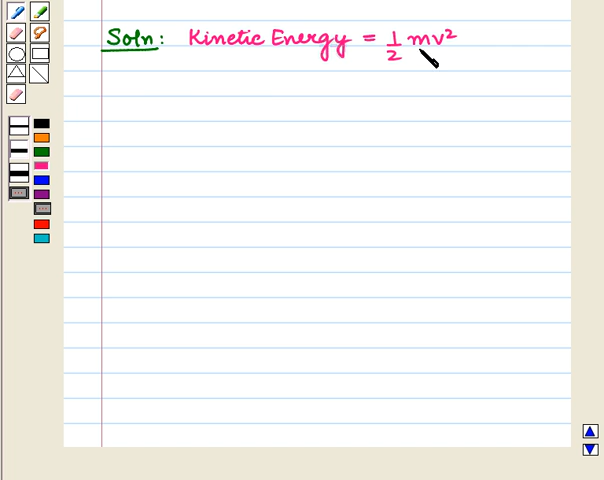 Soln: Kinetic Energy = 1/2 mv²